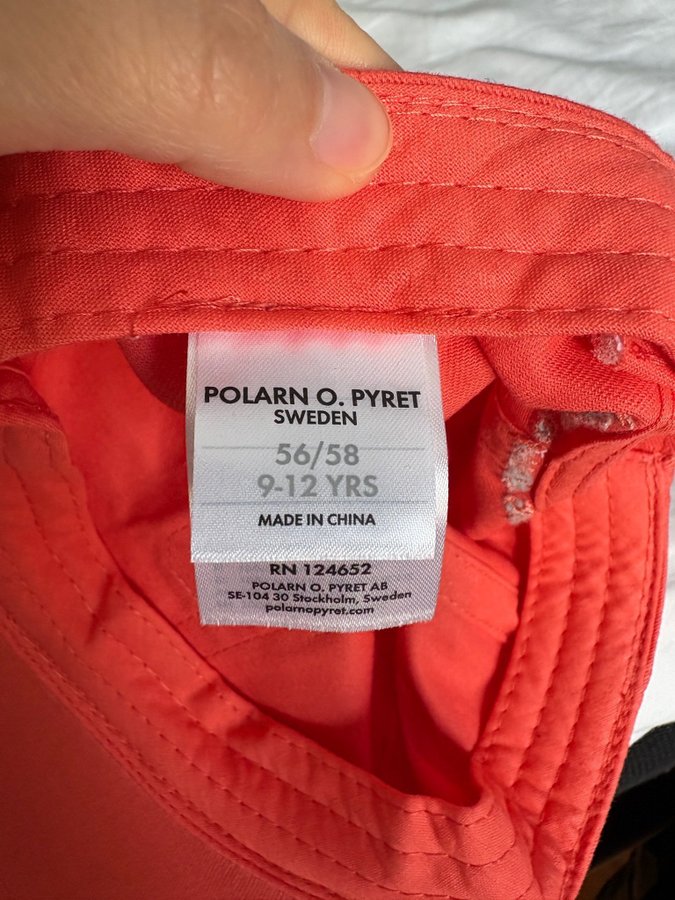 POLARN O. PYRET
SWEDEN
56/58
9-12 YRS
MADE IN CHINA
RN 124652
POLARN O. PYRET AB
SE-104 30 Stockholm, Sweden
polarnopyret.com